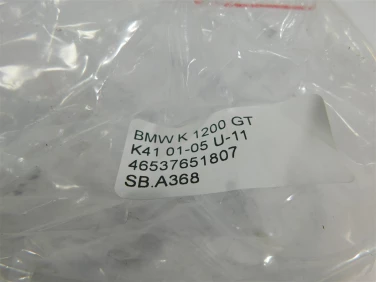 BMW K 1200 GT
K41 01-05 U-11
46537651807
SB.A368